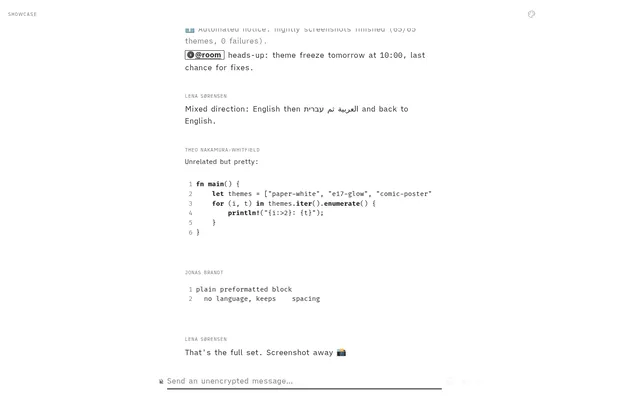 SHOWCASE
Automated notice: nightly screenshots finished (65/65
themes, 0 failures).
@room heads-up: theme freeze tomorrow at 10:00, last
chance for fixes.
LENA SØRENSEN
Mixed direction: English then العربية ثم עברית and back to
English.
THEO NAKAMURA-WHITFIELD
Unrelated but pretty:
1 fn main() {
2     let themes = ["paper-white", "e17-glow", "comic-poster"
3     for (i, t) in themes.iter().enumerate() {
4         println!("{i:>2}: {t}");
5     }
6 }
JONAS BRANDT
1 plain preformatted block
2   no language, keeps    spacing
LENA SØRENSEN
That's the full set. Screenshot away 📸
Send an unencrypted message…